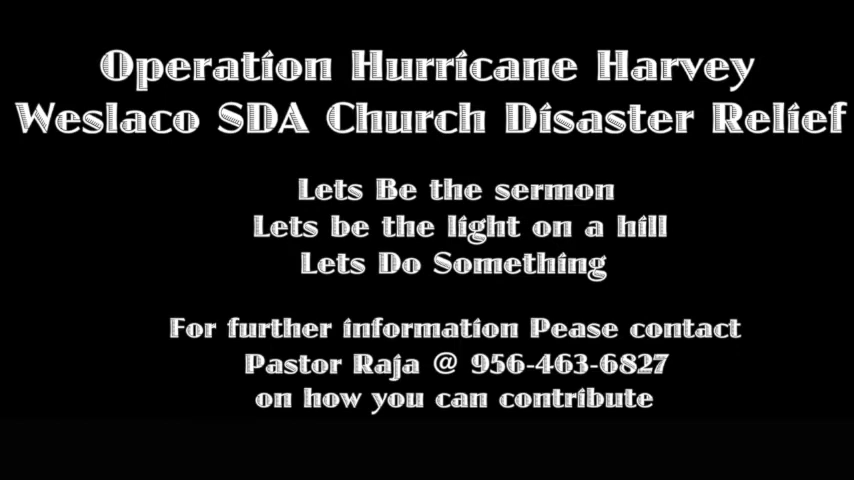 Operation Hurricane Harvey
Weslaco SDA Church Disaster Relief
Lets Be the sermon
Lets be the light on a hill
Lets Do Something
For further information Pease contact
Pastor Raja @ 956-463-6827
on how you can contribute